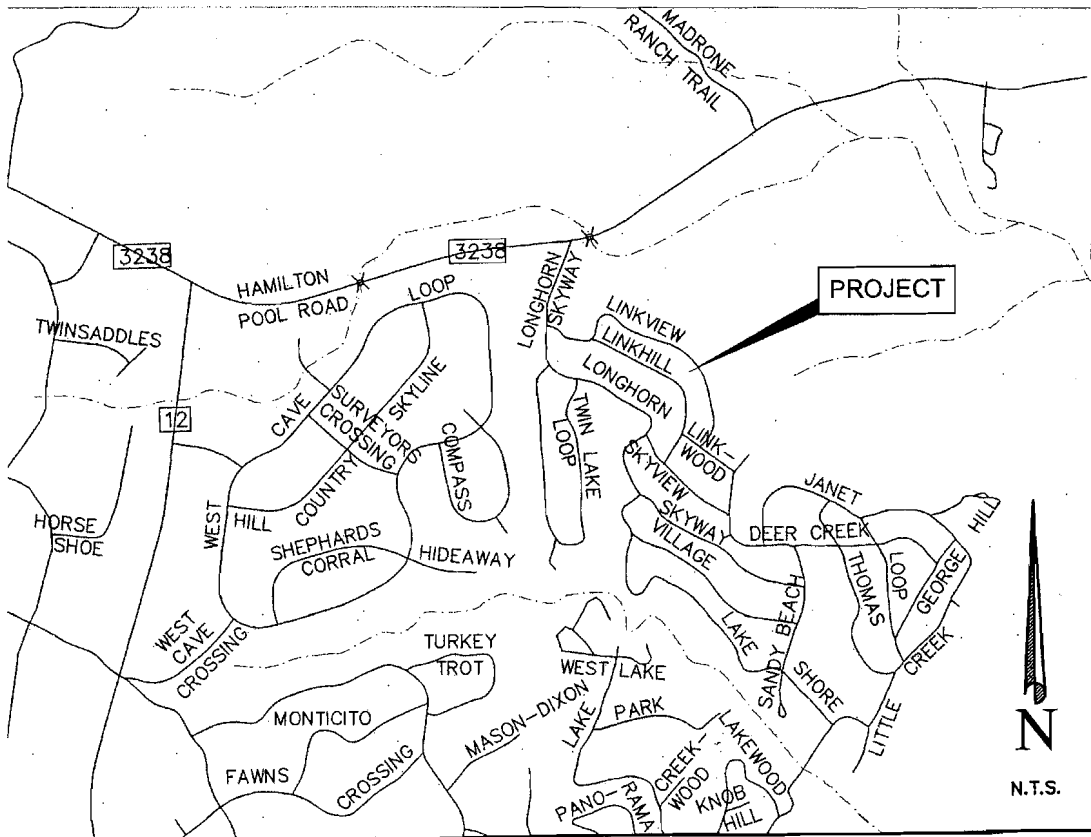 MADRONE
RANCH TRAIL
3238
3238
HAMILTON
POOL ROAD
LOOP
LONGHORN
SKYWAY
PROJECT
TWINSADDLES
LINKVIEW
LINKHILL
LONGHORN
12
CAVE
SURVEYORS
CROSSING
SKYLINE
COUNTRY
COMPASS
TWIN LAKE
LOOP
LINK-
WOOD
SKYVIEW
SKYWAY
VILLAGE
JANET
DEER CREEK
HILL
HORSE
SHOE
WEST
HILL
SHEPHARDS
CORRAL
HIDEAWAY
THOMAS
LOOP
GEORGE
WEST
CAVE
CROSSING
TURKEY
TROT
WEST LAKE
LAKE
SANDY BEACH
SHORE
LITTLE
CREEK
MONTICITO
MASON-DIXON
LAKE
PARK
LAKEWOOD
FAWNS
CROSSING
PANO-
RAMA
CREEK-
WOOD
KNOB
HILL
N
N.T.S.